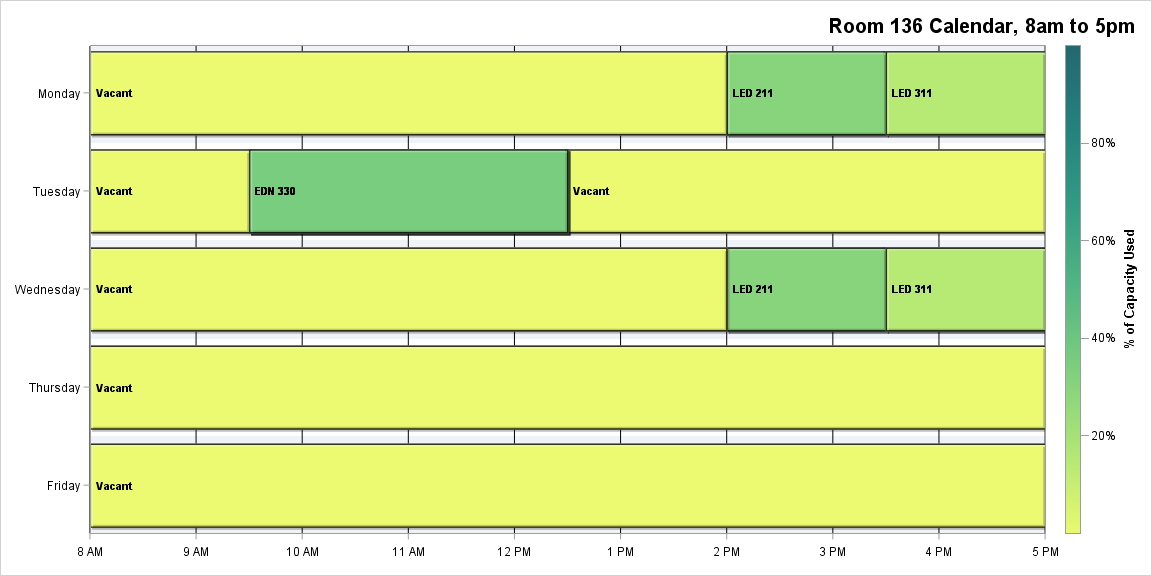 Room 136 Calendar, 8am to 5pm
Monday
Vacant
LED 211
LED 311
80%
Tuesday
Vacant
EDN 330
Vacant
60%
Wednesday
Vacant
LED 211
LED 311
% of Capacity Used
40%
Thursday
Vacant
20%
Friday
Vacant
8 AM 9 AM 10 AM 11 AM 12 PM 1 PM 2 PM 3 PM 4 PM 5 PM